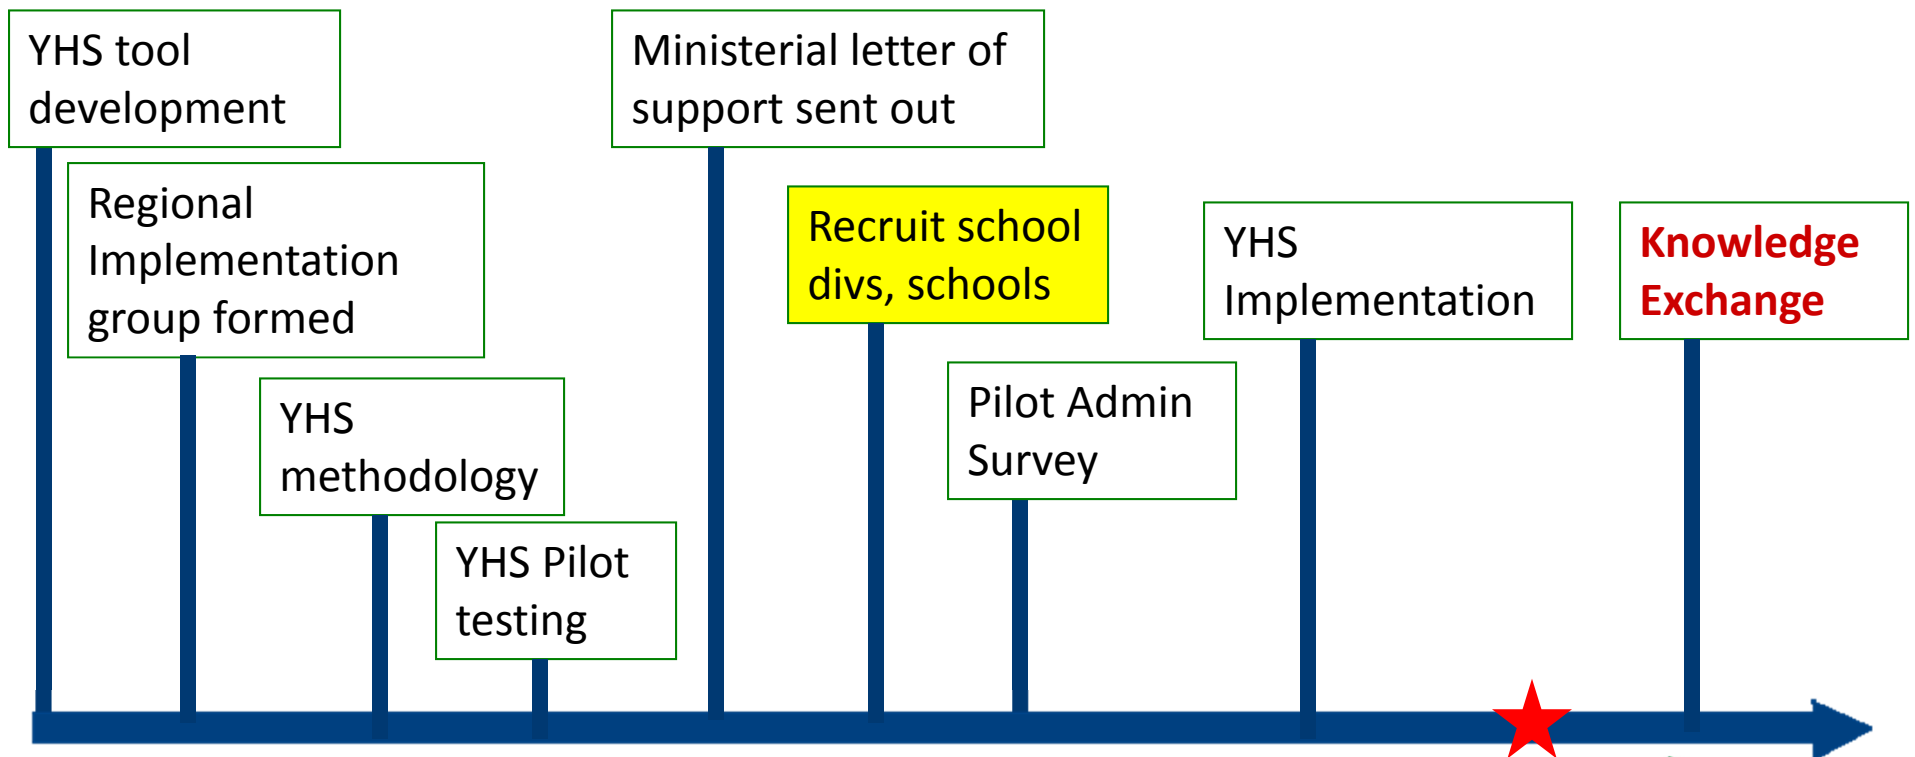 YHS tool
development
Regional
Implementation
group formed
YHS
methodology
YHS Pilot
testing
Ministerial letter of
support sent out
Recruit school
divs, schools
Pilot Admin
Survey
YHS
Implementation
Knowledge
Exchange